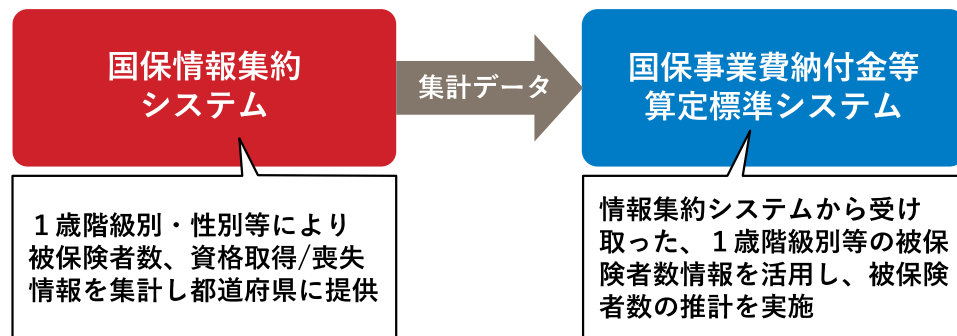 国保情報集約
システム
集計データ
国保事業費納付金等
算定標準システム
１歳階級別・性別等により
被保険者数、資格取得/喪失
情報を集計し都道府県に提供
情報集約システムから受け
取った、１歳階級別等の被保
険者数情報を活用し、被保険
者数の推計を実施